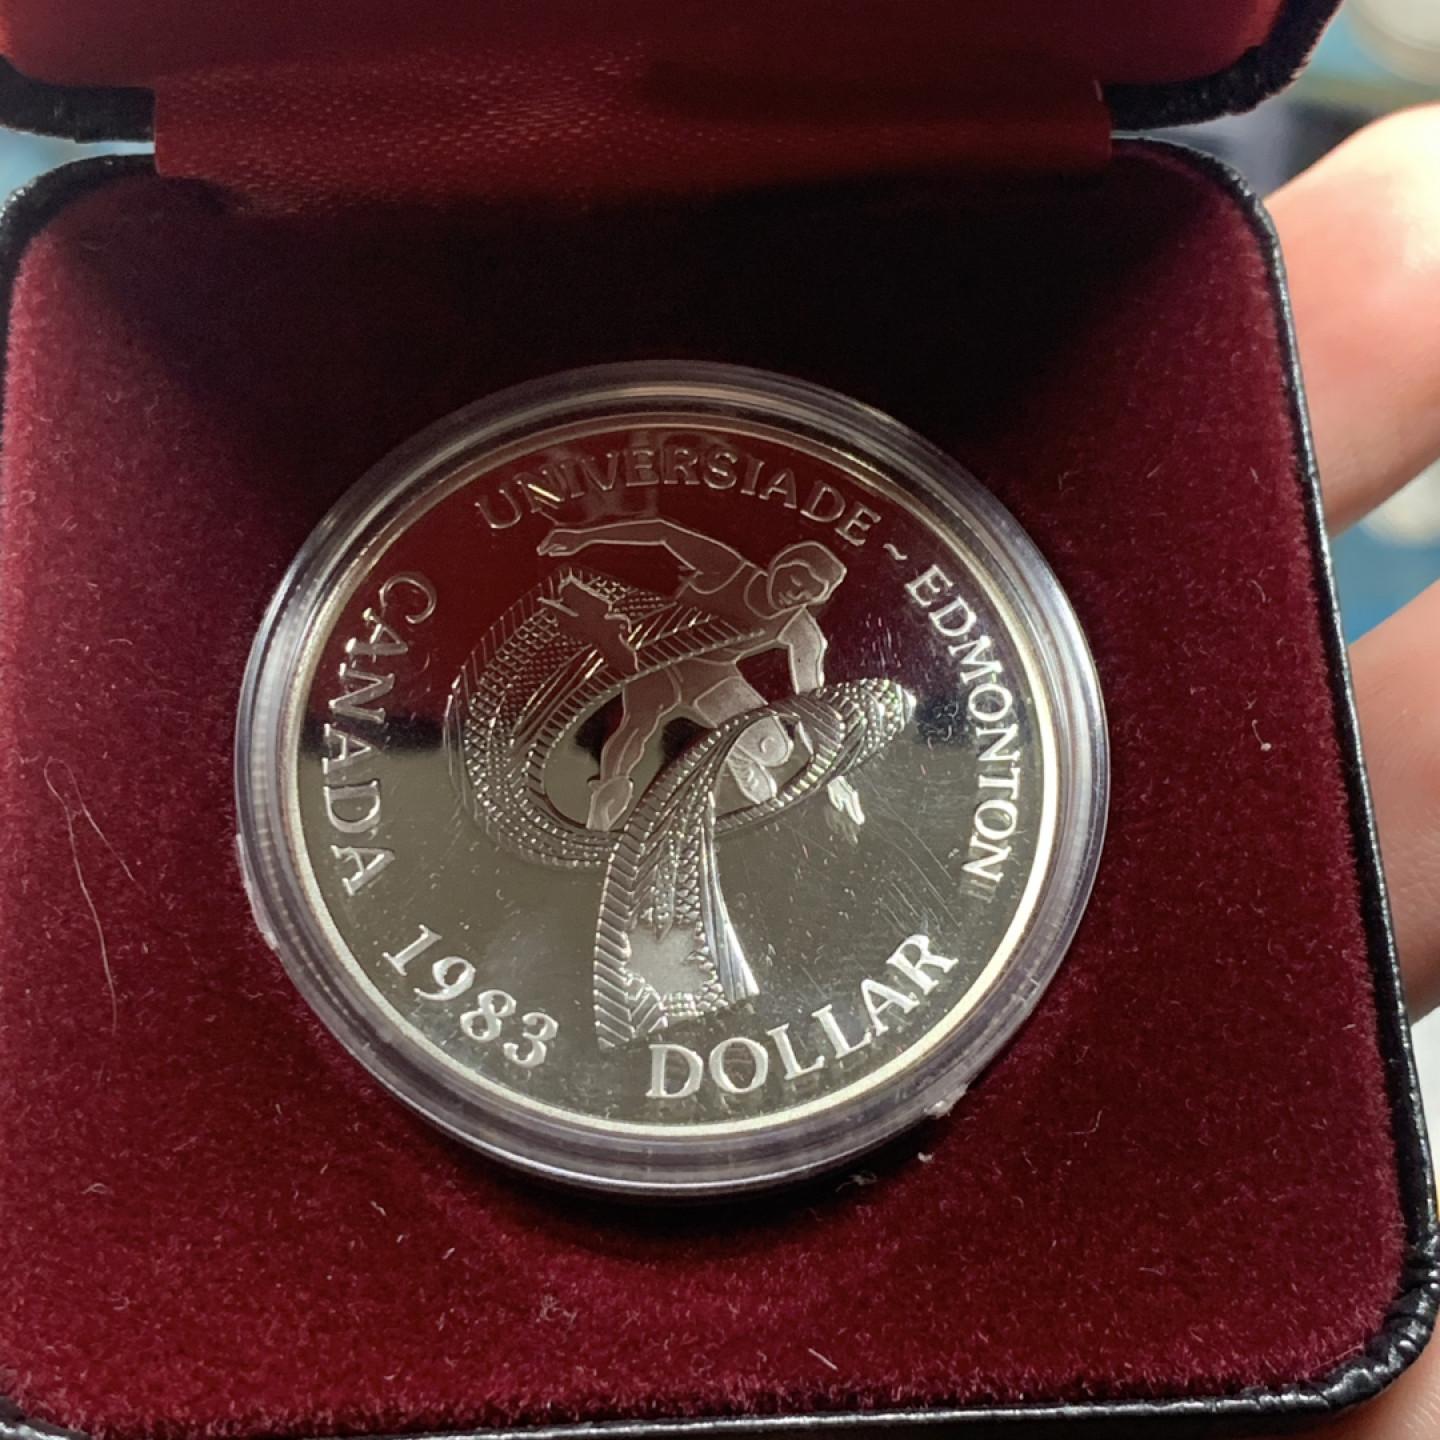 UNIVERSIADE ~ EDMONTON
CANADA 1983 DOLLAR